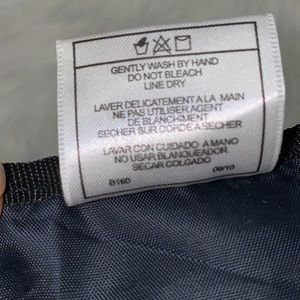 GENTLY WASH BY HAND
DO NOT BLEACH
LINE DRY
LAVER DELICATEMENT A LA MAIN
NE PAS UTILISER AGENT
DE BLANCHIMENT
SECHER SUR CORDE A SECHER
LAVAR CON CUIDADO A MANO
NO USAR BLANQUEADOR
SECAR COLGADO
B160 09/10